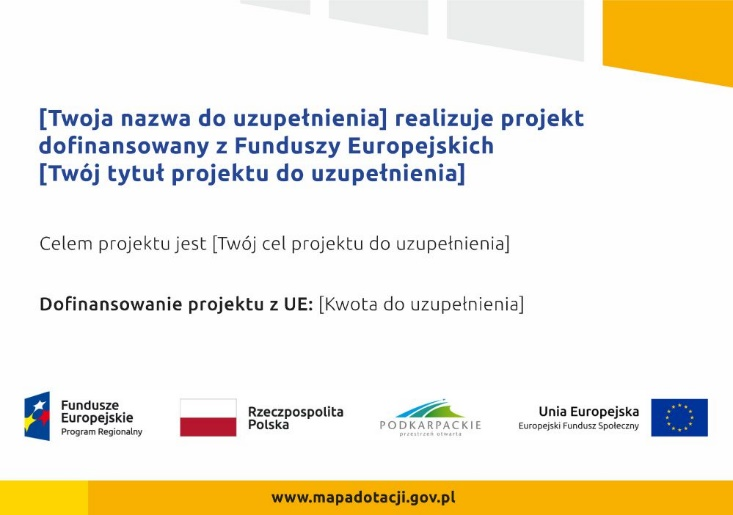 [Twoja nazwa do uzupełnienia] realizuje projekt
dofinansowany z Funduszy Europejskich
[Twój tytuł projektu do uzupełnienia]
Celem projektu jest [Twój cel projektu do uzupełnienia]
Dofinansowanie projektu z UE: [Kwota do uzupełnienia]
Fundusze
Europejskie
Program Regionalny
Rzeczpospolita
Polska
PODKARPACKIE
przestrzeń otwarta
Unia Europejska
Europejski Fundusz Społeczny
www.mapadotacji.gov.pl